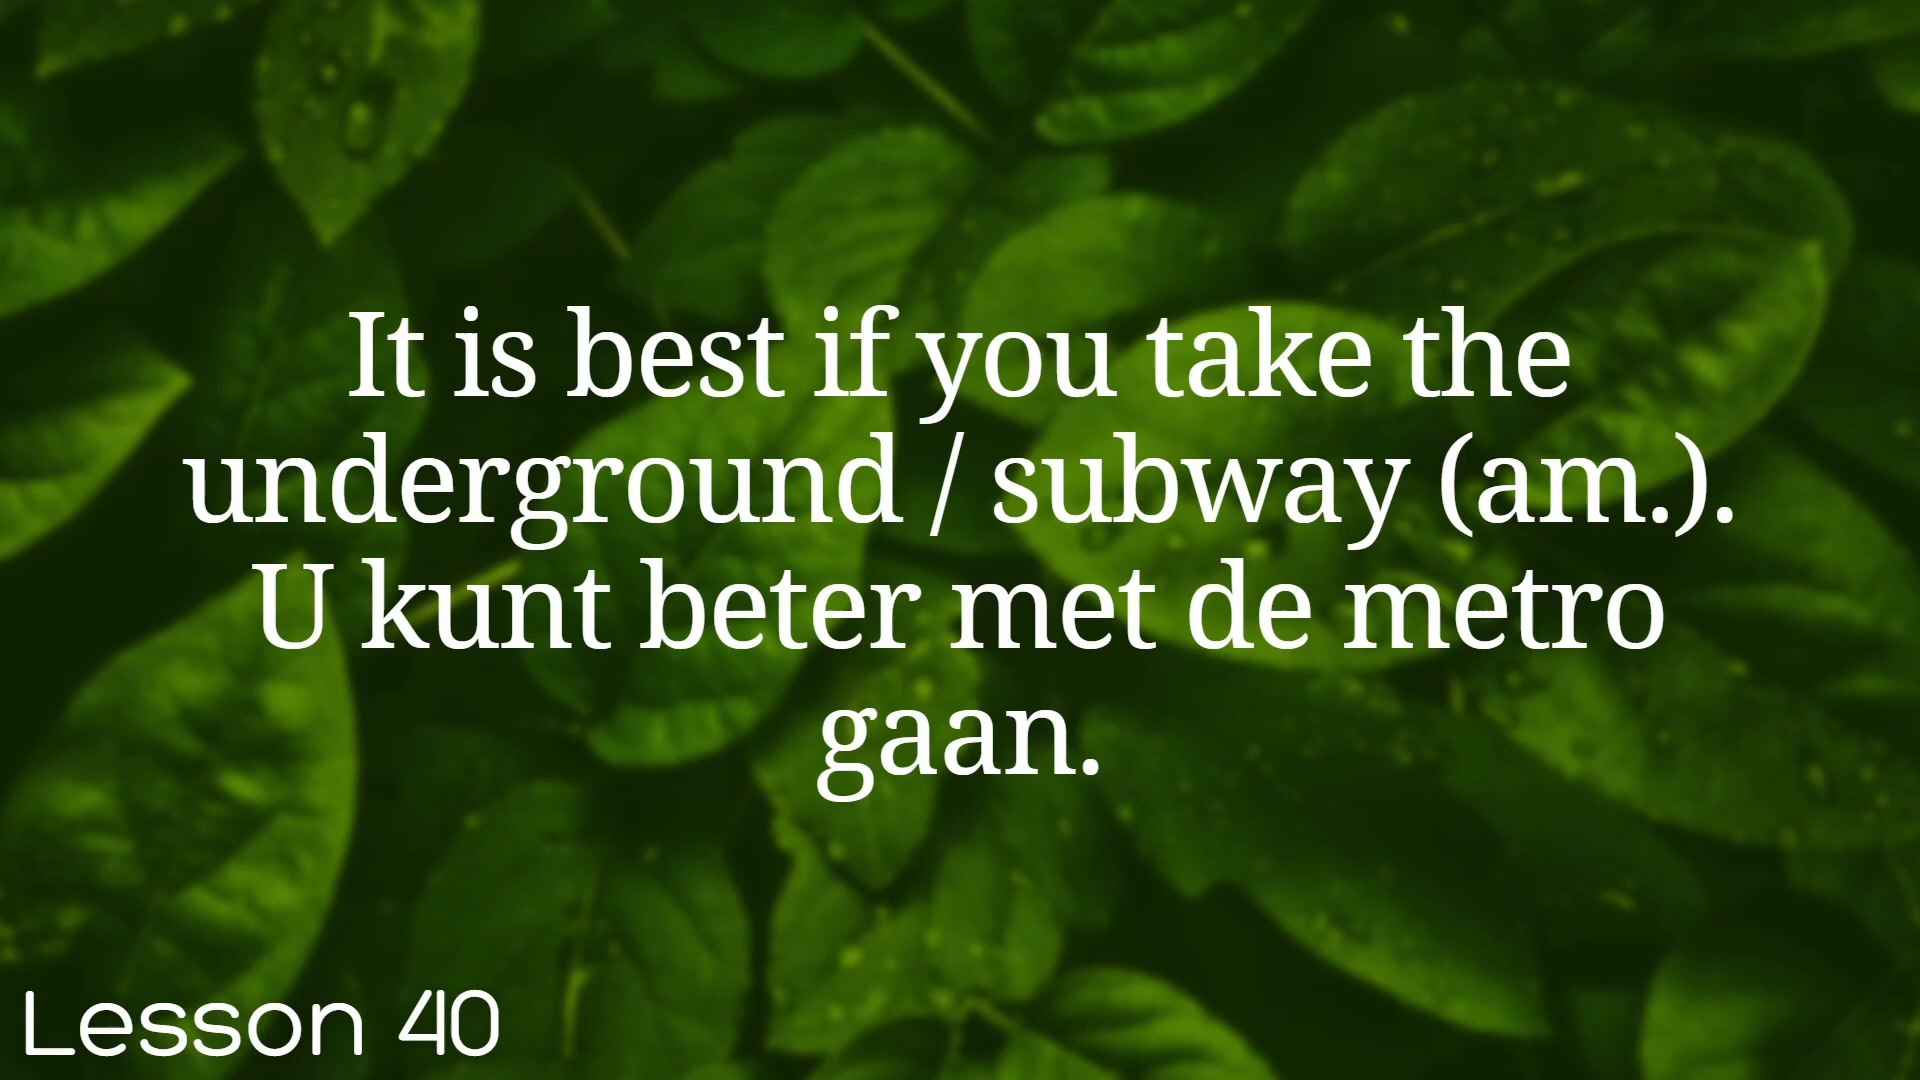 It is best if you take the
underground / subway (am.).
U kunt beter met de metro
gaan.
Lesson 40